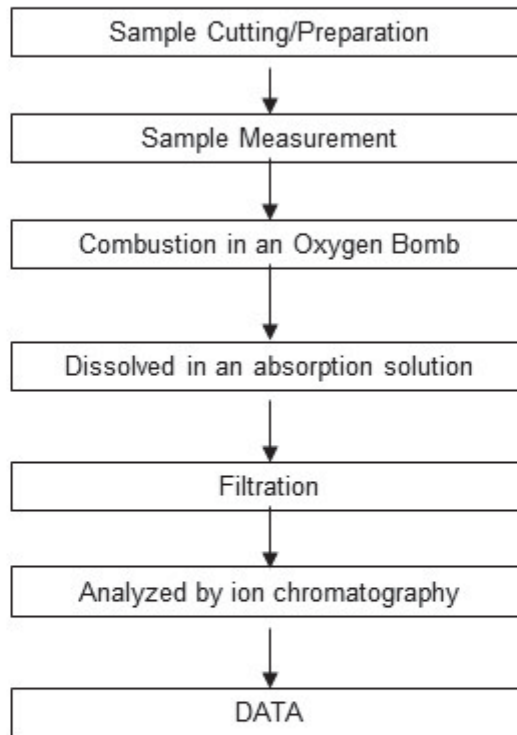 Sample Cutting/Preparation
Sample Measurement
Combustion in an Oxygen Bomb
Dissolved in an absorption solution
Filtration
Analyzed by ion chromatography
DATA